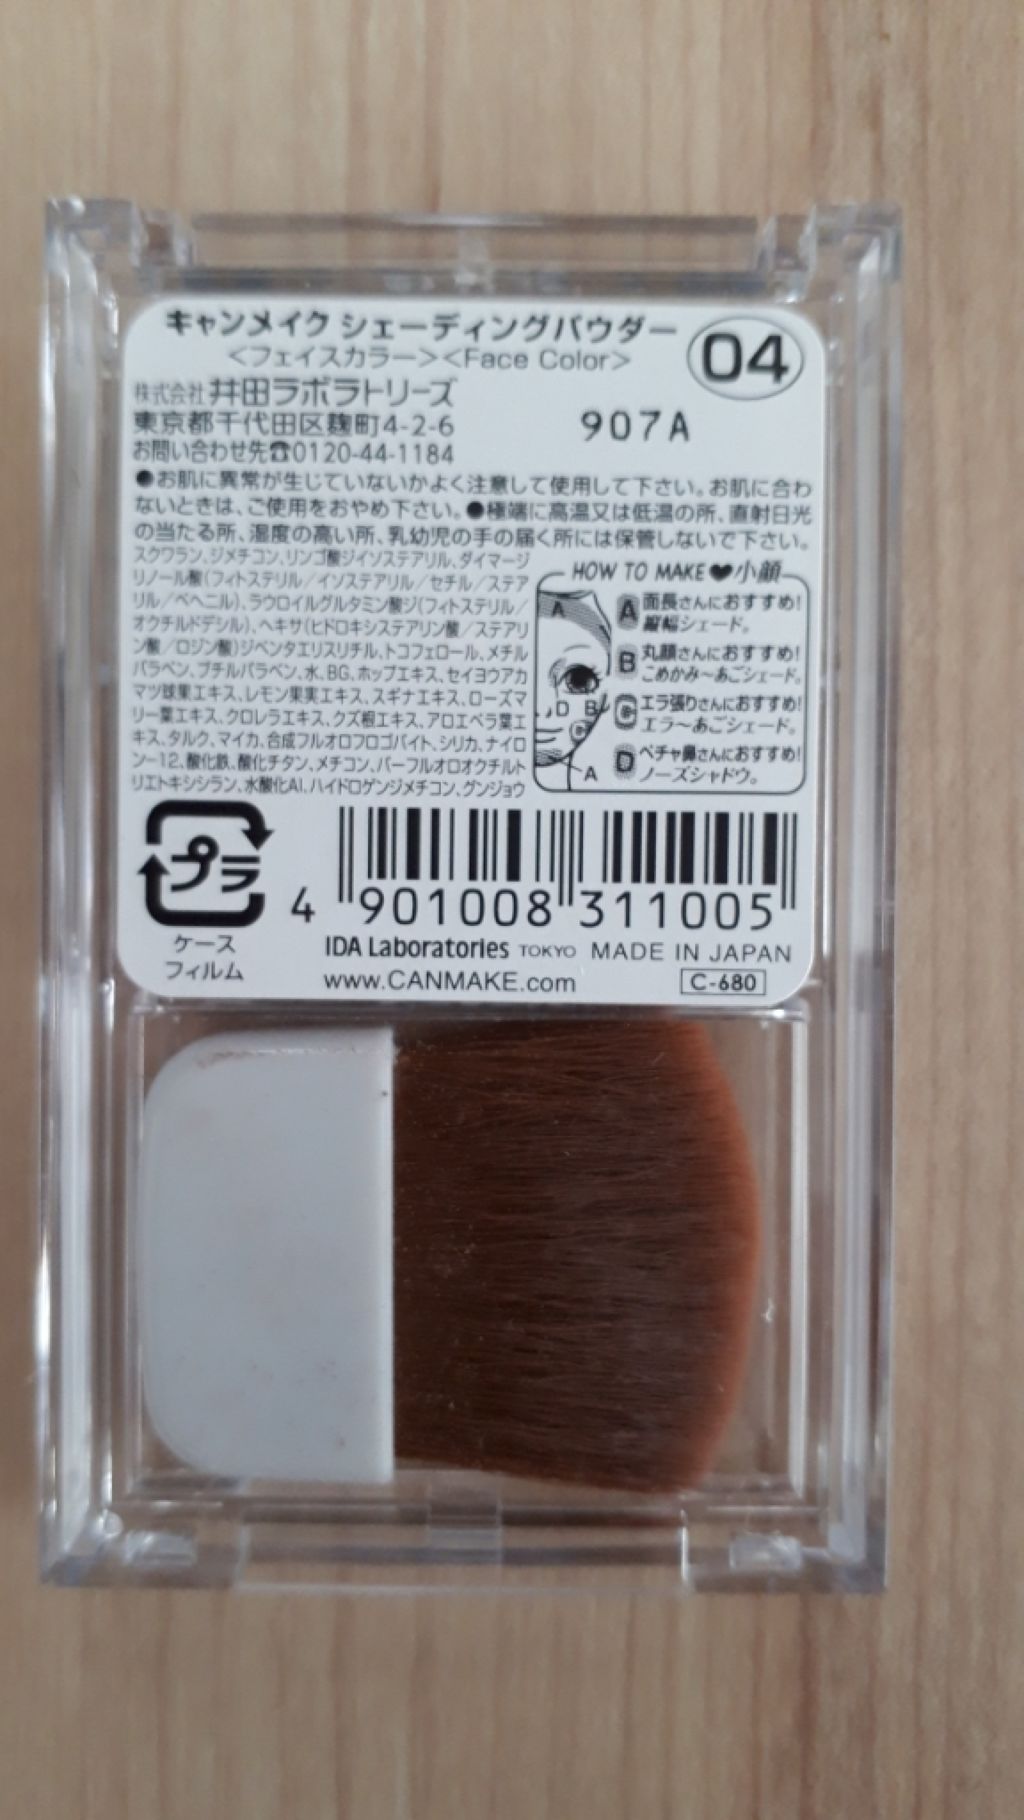 キャンメイク シェーディングパウダー
<フェイスカラー><Face Color>
04
株式会社 井田ラボラトリーズ
東京都千代田区麹町4-2-6
お問い合わせ先☎0120-44-1184
907A
●お肌に異常が生じていないかよく注意して使用して下さい。お肌に合わ
ないときは、ご使用をおやめ下さい。●極端に高温又は低温の所、直射日光
の当たる所、湿度の高い所、乳幼児の手の届く所には保管しないで下さい。
スクワラン、ジメチコン、リンゴ酸ジイソステアリル、ダイマージ
リノール酸(フィトステリル/イソステアリル/セチル/ステア
リル/ベヘニル)、ラウロイルグルタミン酸ジ(フィトステリル/
オクチルドデシル)、ヘキサ(ヒドロキシステアリン酸/ステアリ
ン酸/ロジン酸)ジペンタエリスリチル、トコフェロール、メチル
パラベン、ブチルパラベン、水、BG、ホップエキス、セイヨウアカ
マツ球果エキス、レモン果実エキス、スギナエキス、ローズマ
リー葉エキス、クロレラエキス、クズ根エキス、アロエベラ葉エ
キス、タルク、マイカ、合成フルオロフロゴパイト、シリカ、ナイロ
ン-12、酸化鉄、酸化チタン、メチコン、パーフルオロオクチルト
リエトキシシラン、水酸化Al、ハイドロゲンジメチコン、グンジョウ
HOW TO MAKE♥小顔
A
D B
C
A
A 面長さんにおすすめ!
縦幅シェード。
B 丸顔さんにおすすめ!
こめかみ〜あごシェード。
C エラ張りさんにおすすめ!
エラ〜あごシェード。
D ペチャ鼻さんにおすすめ!
ノーズシャドウ。
プラ
ケース
フィルム
4 901008 311005
IDA Laboratories TOKYO MADE IN JAPAN
www.CANMAKE.com
C-680